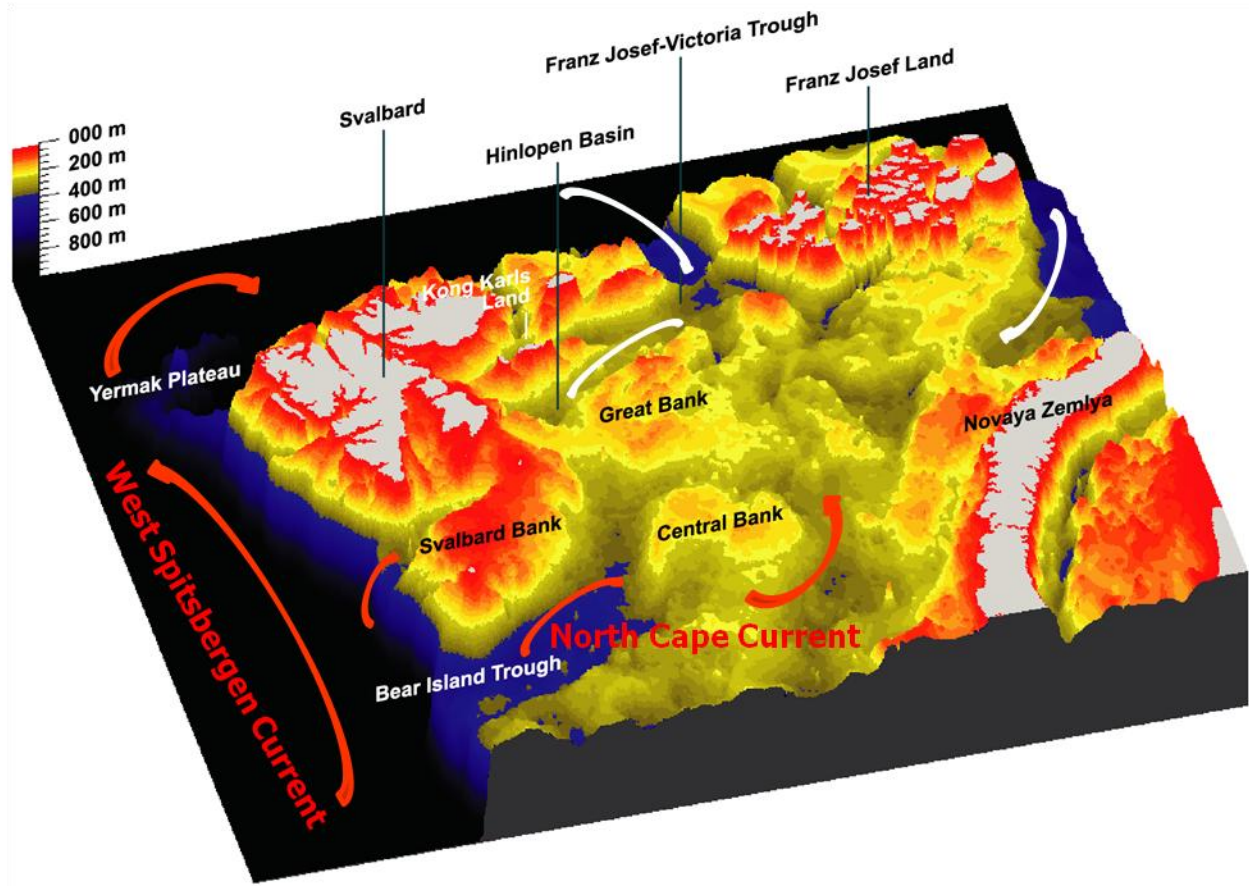 Franz Josef-Victoria Trough
Franz Josef Land
Svalbard
Hinlopen Basin
000 m
200 m
400 m
600 m
800 m
Kong Karls
Land
Yermak Plateau
Great Bank
Novaya Zemlya
West Spitsbergen Current
Svalbard Bank
Central Bank
North Cape Current
Bear Island Trough